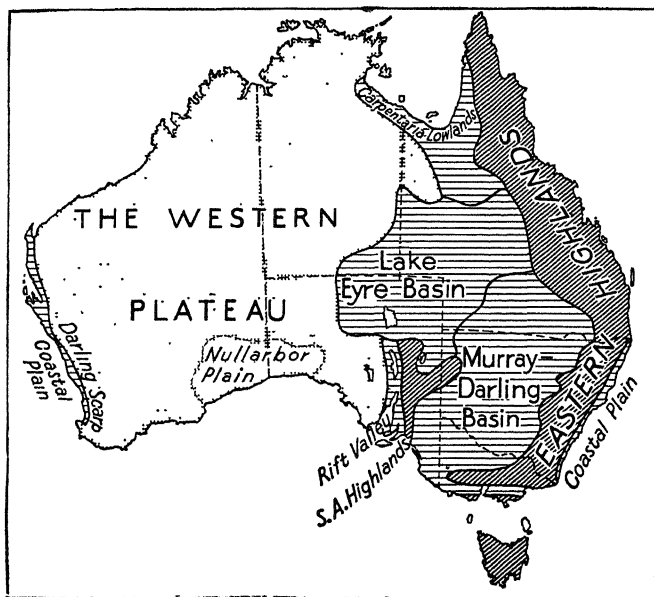 Carpentaria Lowlands
EASTERN HIGHLANDS
THE WESTERN
PLATEAU
Lake
Eyre Basin
Darling Scarp
Coastal
Plain
Nullarbor
Plain
Murray-
Darling
Basin
Coastal Plain
Rift Valley
S.A. Highlands